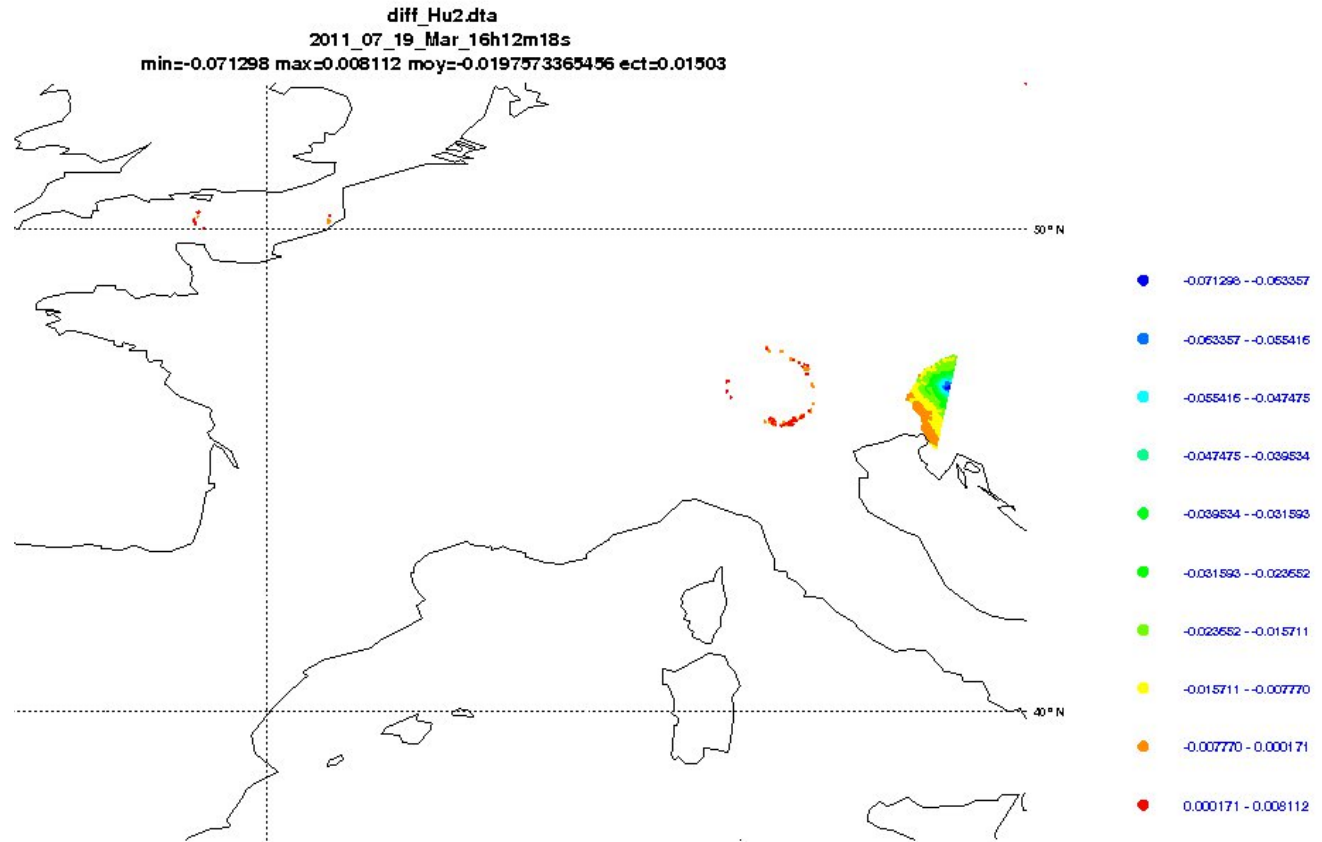 diff_Hu2.dta
2011_07_19_Mar_16h12m18s
min=-0.071298 max=0.008112 moy=-0.0197573365456 ect=0.01503
50° N
-0.071298 - -0.063357
-0.063357 - -0.055416
-0.055416 - -0.047475
-0.047475 - -0.039534
-0.039534 - -0.031593
-0.031593 - -0.023652
-0.023652 - -0.015711
-0.015711 - -0.007770
40° N
-0.007770 - 0.000171
0.000171 - 0.008112